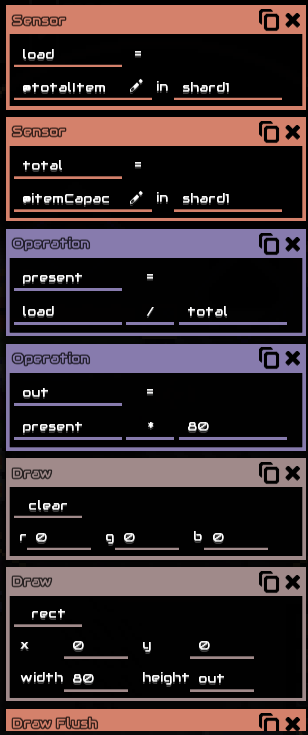 Sensor
load =
@totalItem in shard1
Sensor
total =
@itemCapac in shard1
Operation
present =
load / total
Operation
out =
present * 80
Draw
clear
r 0 g 0 b 0
Draw
rect
x 0 y 0
width 80 height out
Draw Flush